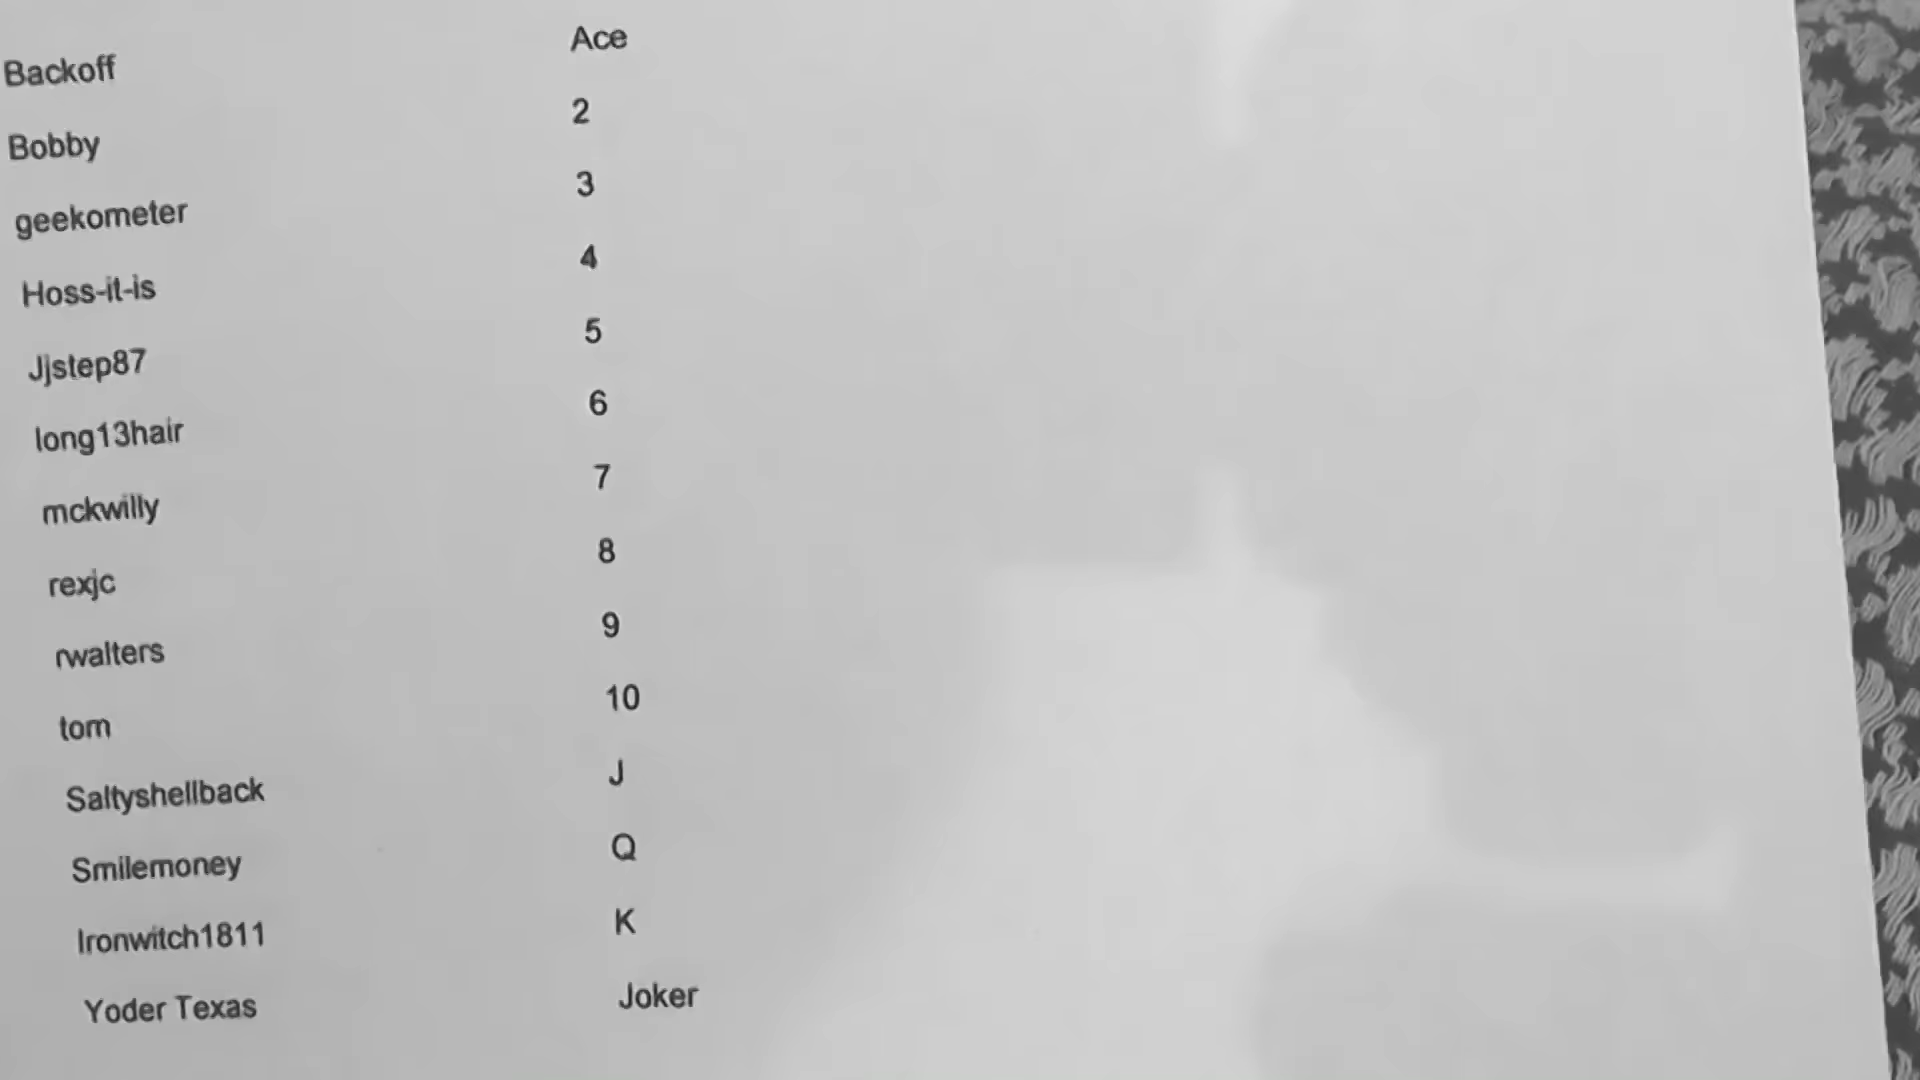 Backoff Ace
Bobby 2
geekometer 3
Hoss-it-is 4
Jjstep87 5
long13hair 6
mckwilly 7
rexjc 8
rwalters 9
tom 10
Saltyshellback J
Smilemoney Q
Ironwitch1811 K
Yoder Texas Joker